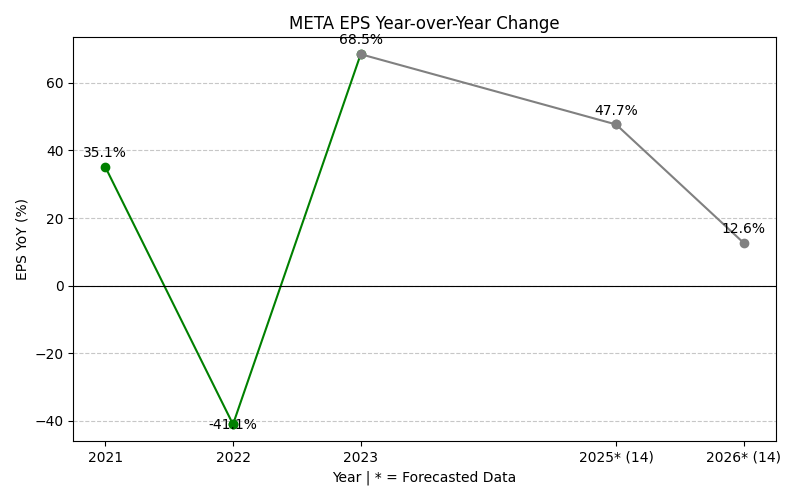 META EPS Year-over-Year Change
68.5%
60
47.7%
40
35.1%
20
12.6%
EPS YoY (%)
0
−20
−40
-41.1%
2021 2022 2023 2025* (14) 2026* (14)
Year | * = Forecasted Data